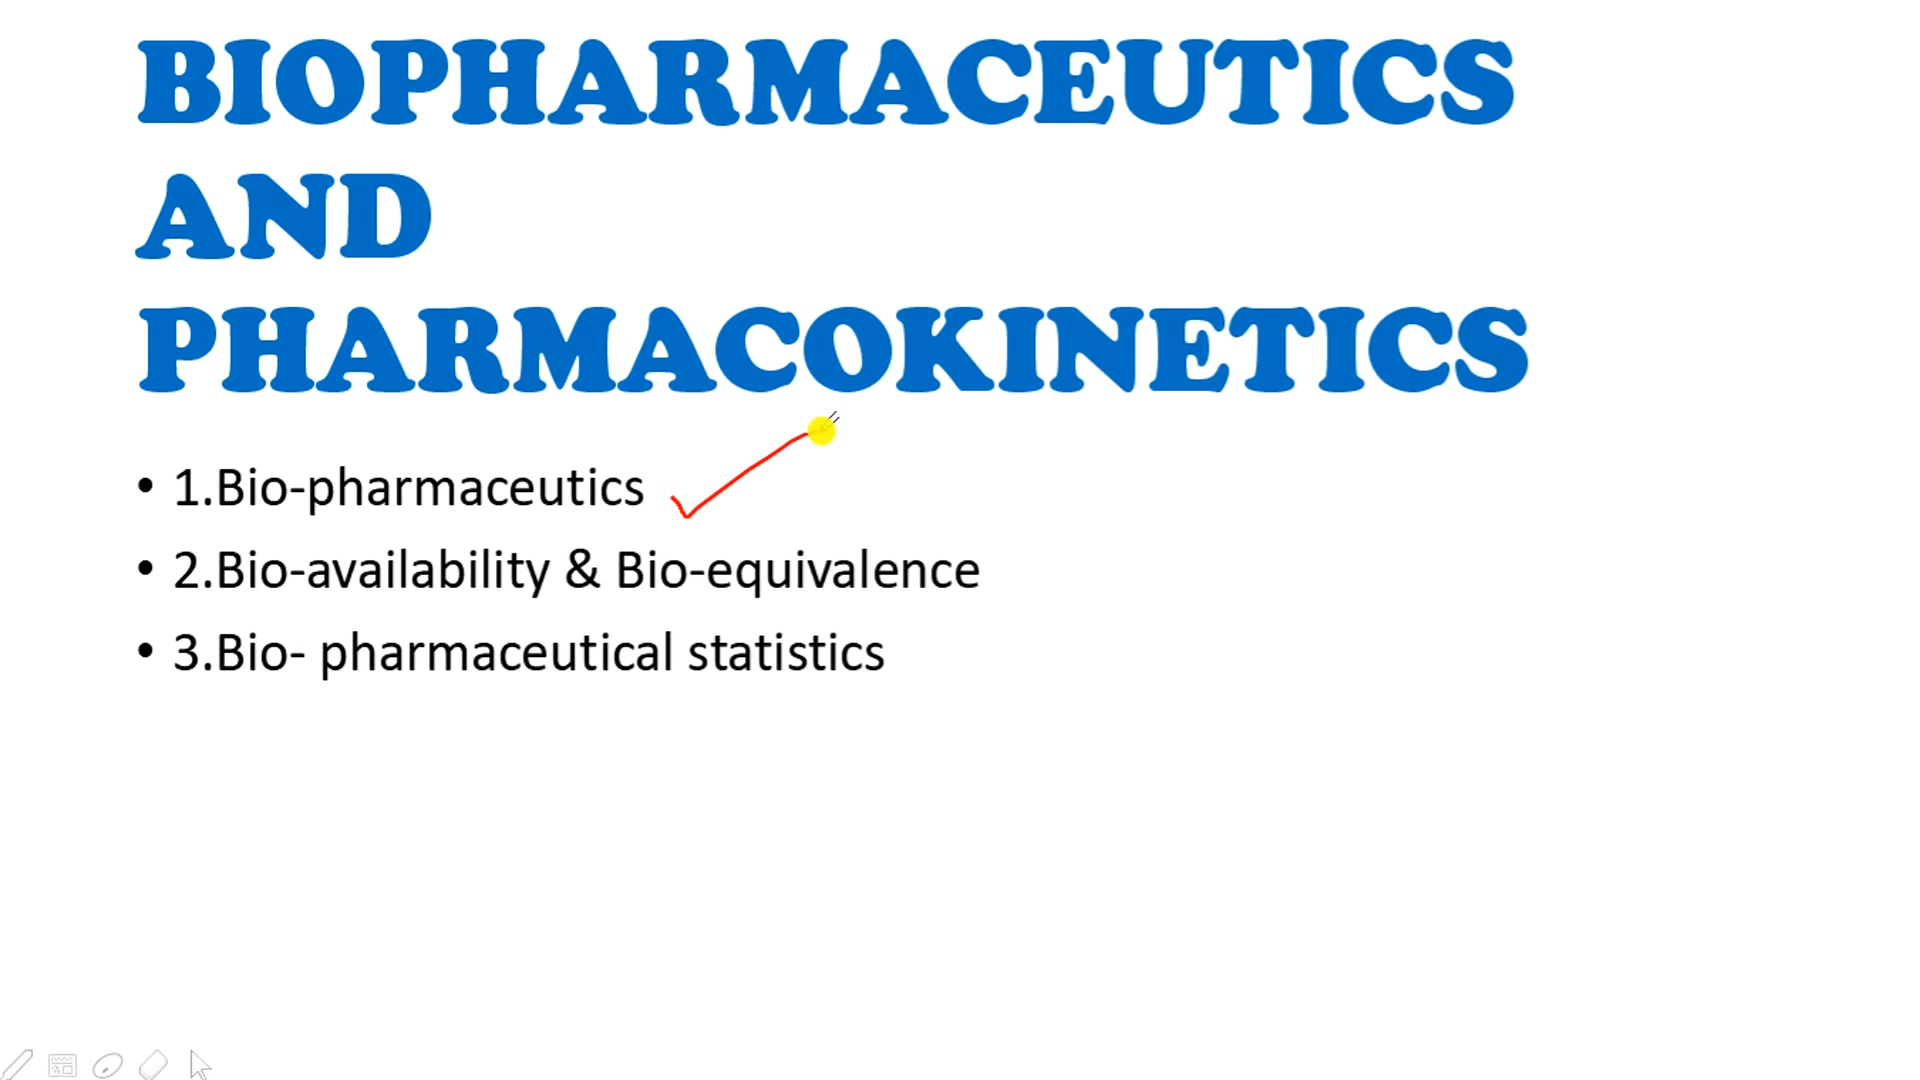 BIOPHARMACEUTICS
AND
PHARMACOKINETICS
• 1.Bio-pharmaceutics
• 2.Bio-availability & Bio-equivalence
• 3.Bio- pharmaceutical statistics